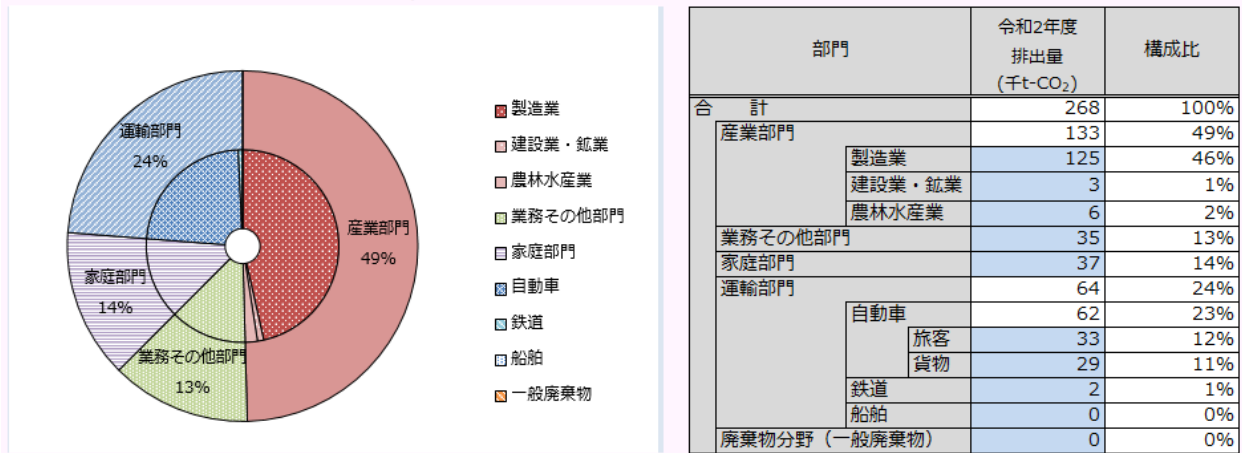 運輸部門
24%
産業部門
49%
家庭部門
14%
業務その他部門
13%
製造業
建設業・鉱業
農林水産業
業務その他部門
家庭部門
自動車
鉄道
船舶
一般廃棄物
部門 令和2年度排出量(千t-CO₂) 構成比
合 計 268 100%
産業部門 133 49%
製造業 125 46%
建設業・鉱業 3 1%
農林水産業 6 2%
業務その他部門 35 13%
家庭部門 37 14%
運輸部門 64 24%
自動車 62 23%
旅客 33 12%
貨物 29 11%
鉄道 2 1%
船舶 0 0%
廃棄物分野（一般廃棄物） 0 0%